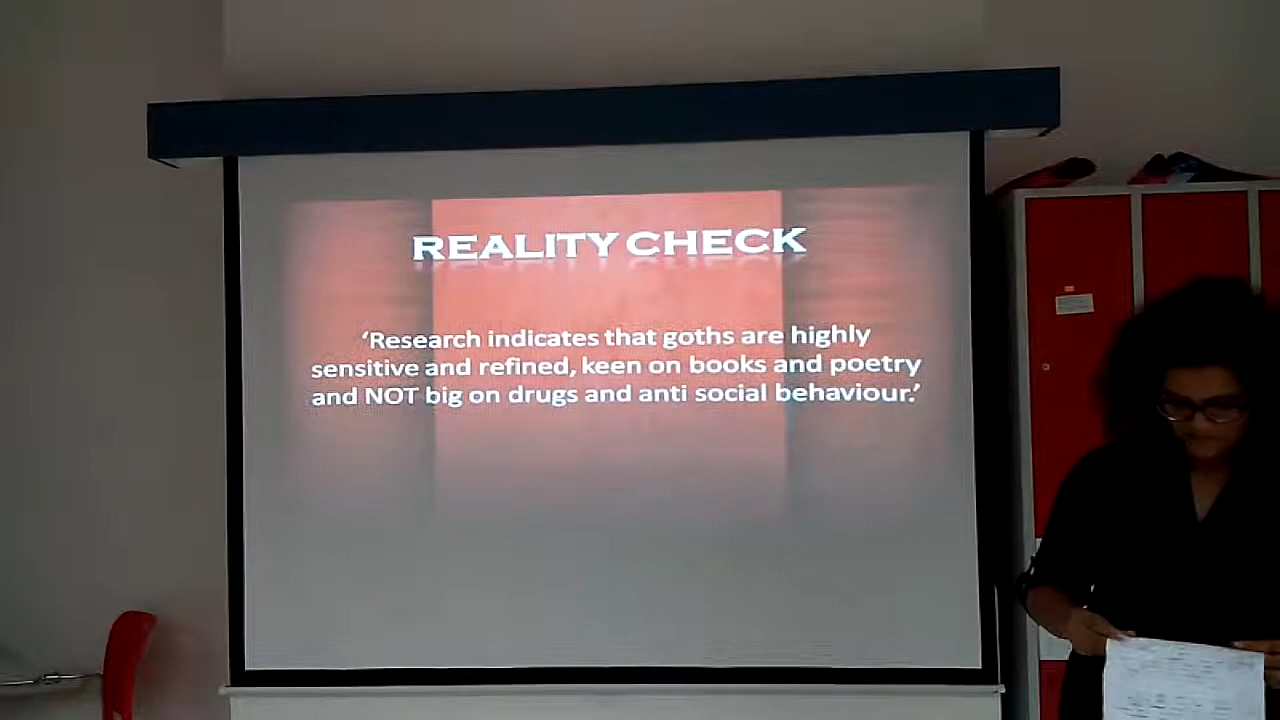 REALITY CHECK
‘Research indicates that goths are highly
sensitive and refined, keen on books and poetry
and NOT big on drugs and anti social behaviour.’